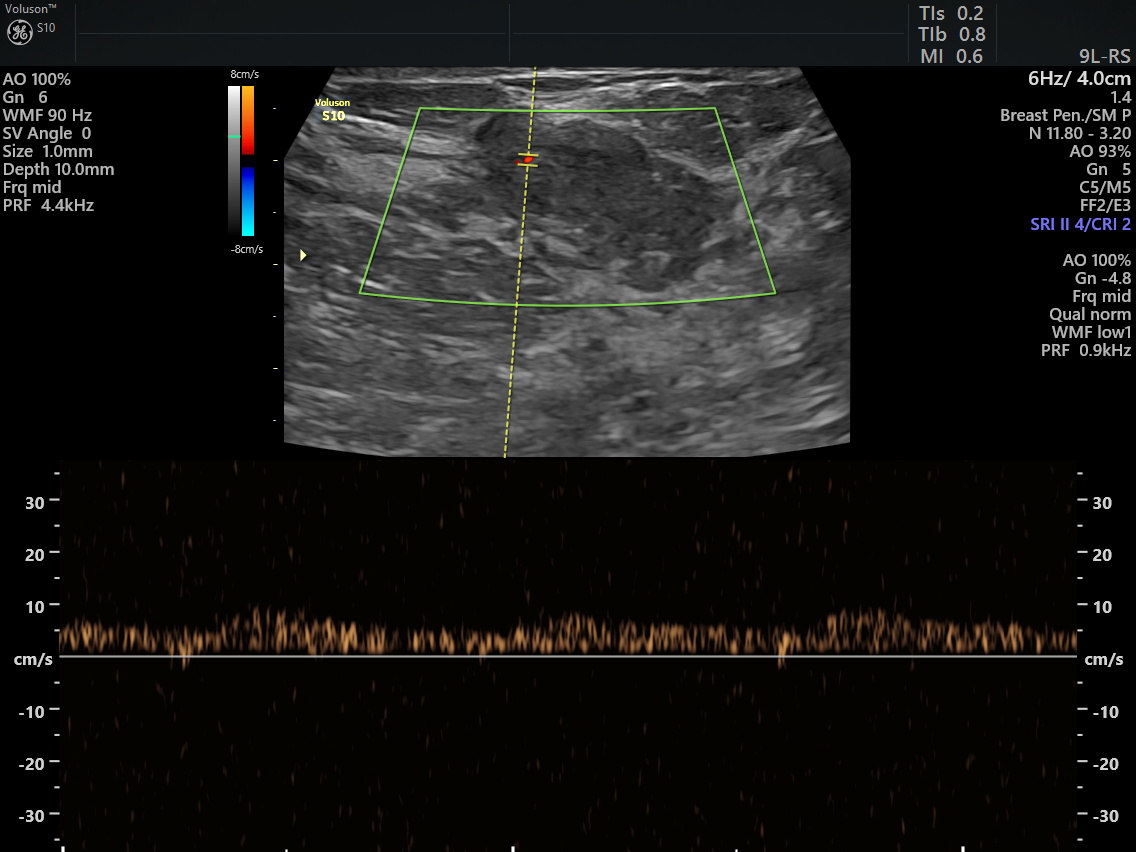 Voluson™
S10
TIs 0.2
TIb 0.8
MI 0.6
9L-RS
AO 100%
Gn 6
WMF 90 Hz
SV Angle 0
Size 1.0mm
Depth 10.0mm
Frq mid
PRF 4.4kHz
8cm/s
-8cm/s
Voluson
S10
6Hz/ 4.0cm
1.4
Breast Pen./SM P
N 11.80 - 3.20
AO 93%
Gn 5
C5/M5
FF2/E3
SRI II 4/CRI 2
AO 100%
Gn -4.8
Frq mid
Qual norm
WMF low1
PRF 0.9kHz
30 30
20 20
10 10
cm/s cm/s
-10 -10
-20 -20
-30 -30